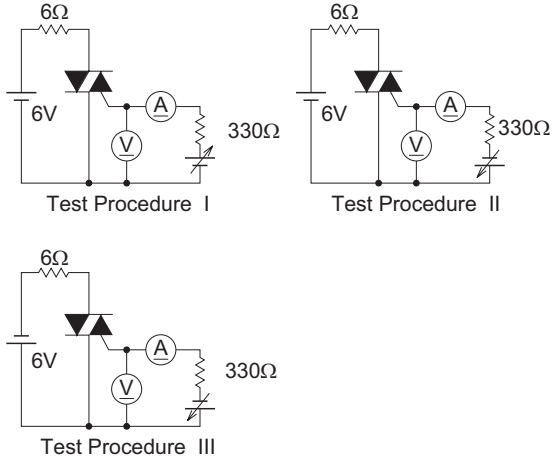 6Ω
6V
A
V
330Ω
Test Procedure I
6Ω
6V
A
V
330Ω
Test Procedure II
6Ω
6V
A
V
330Ω
Test Procedure III